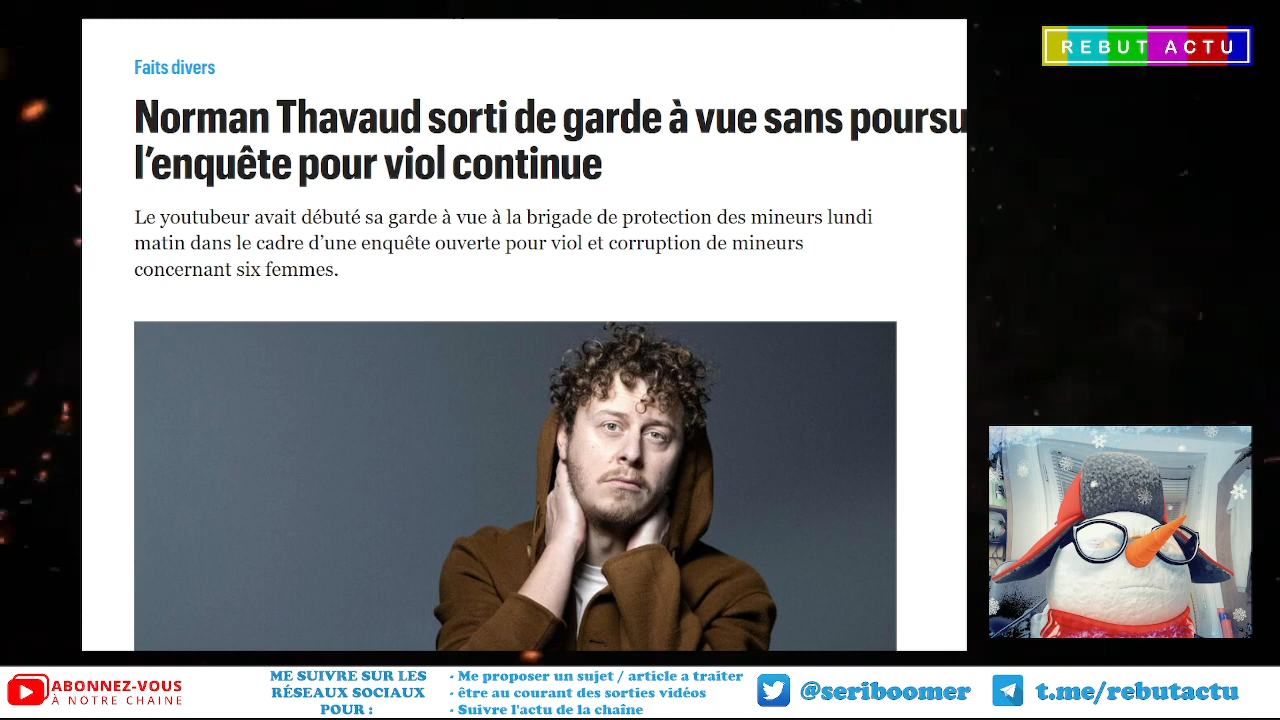 REBUT ACTU
Faits divers
Norman Thavaud sorti de garde à vue sans
l'enquête pour viol continue
Le youtubeur avait débuté sa garde à vue à la brigade de protection des mineurs lundi
matin dans le cadre d'une enquête ouverte pour viol et corruption de mineurs
concernant six femmes.
ABONNEZ-VOUS
À NOTRE CHAINE
ME SUIVRE SUR LES
RÉSEAUX SOCIAUX
POUR :
- Me proposer un sujet / article a traiter
- être au courant des sorties vidéos
- Suivre l'actu de la chaîne
@seriboomer
t.me/rebutactu